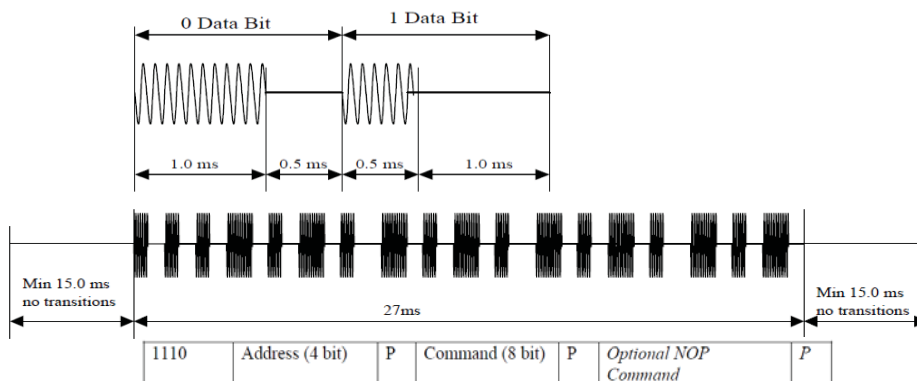 0 Data Bit 1 Data Bit
1.0 ms 0.5 ms 0.5 ms 1.0 ms
Min 15.0 ms
no transitions
27ms
Min 15.0 ms
no transitions
1110 Address (4 bit) P Command (8 bit) P Optional NOP P
Command